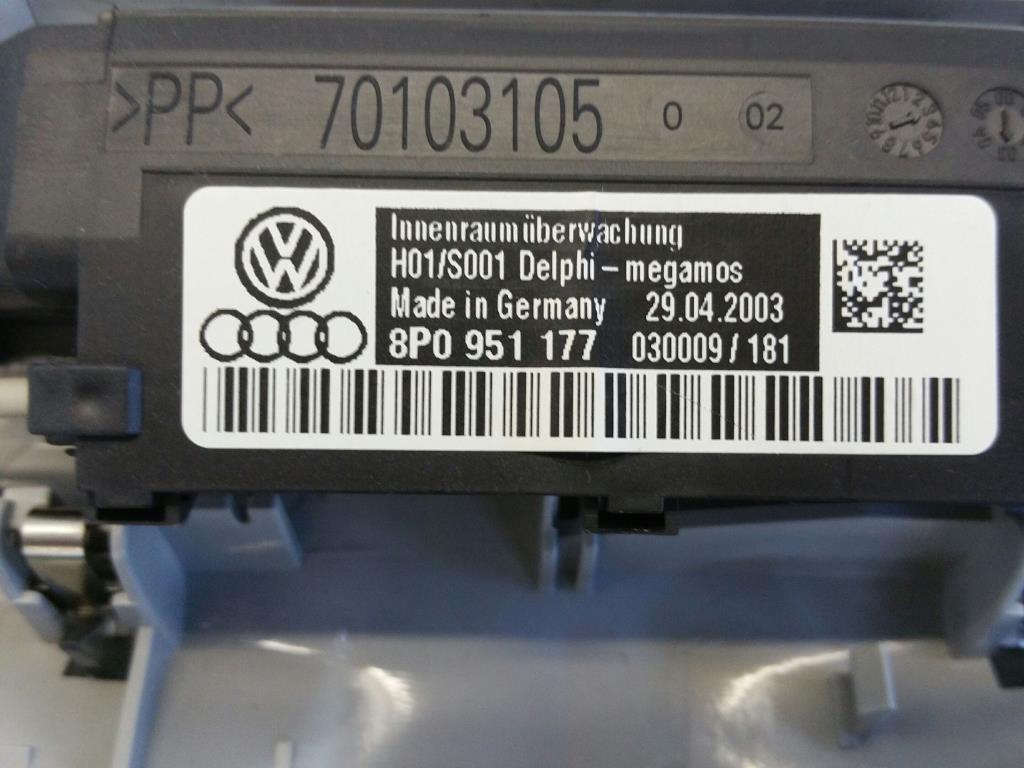 >PP< 70103105 0 02
Innenraumüberwachung
H01/S001 Delphi-megamos
Made in Germany 29.04.2003
8P0 951 177 030009/181